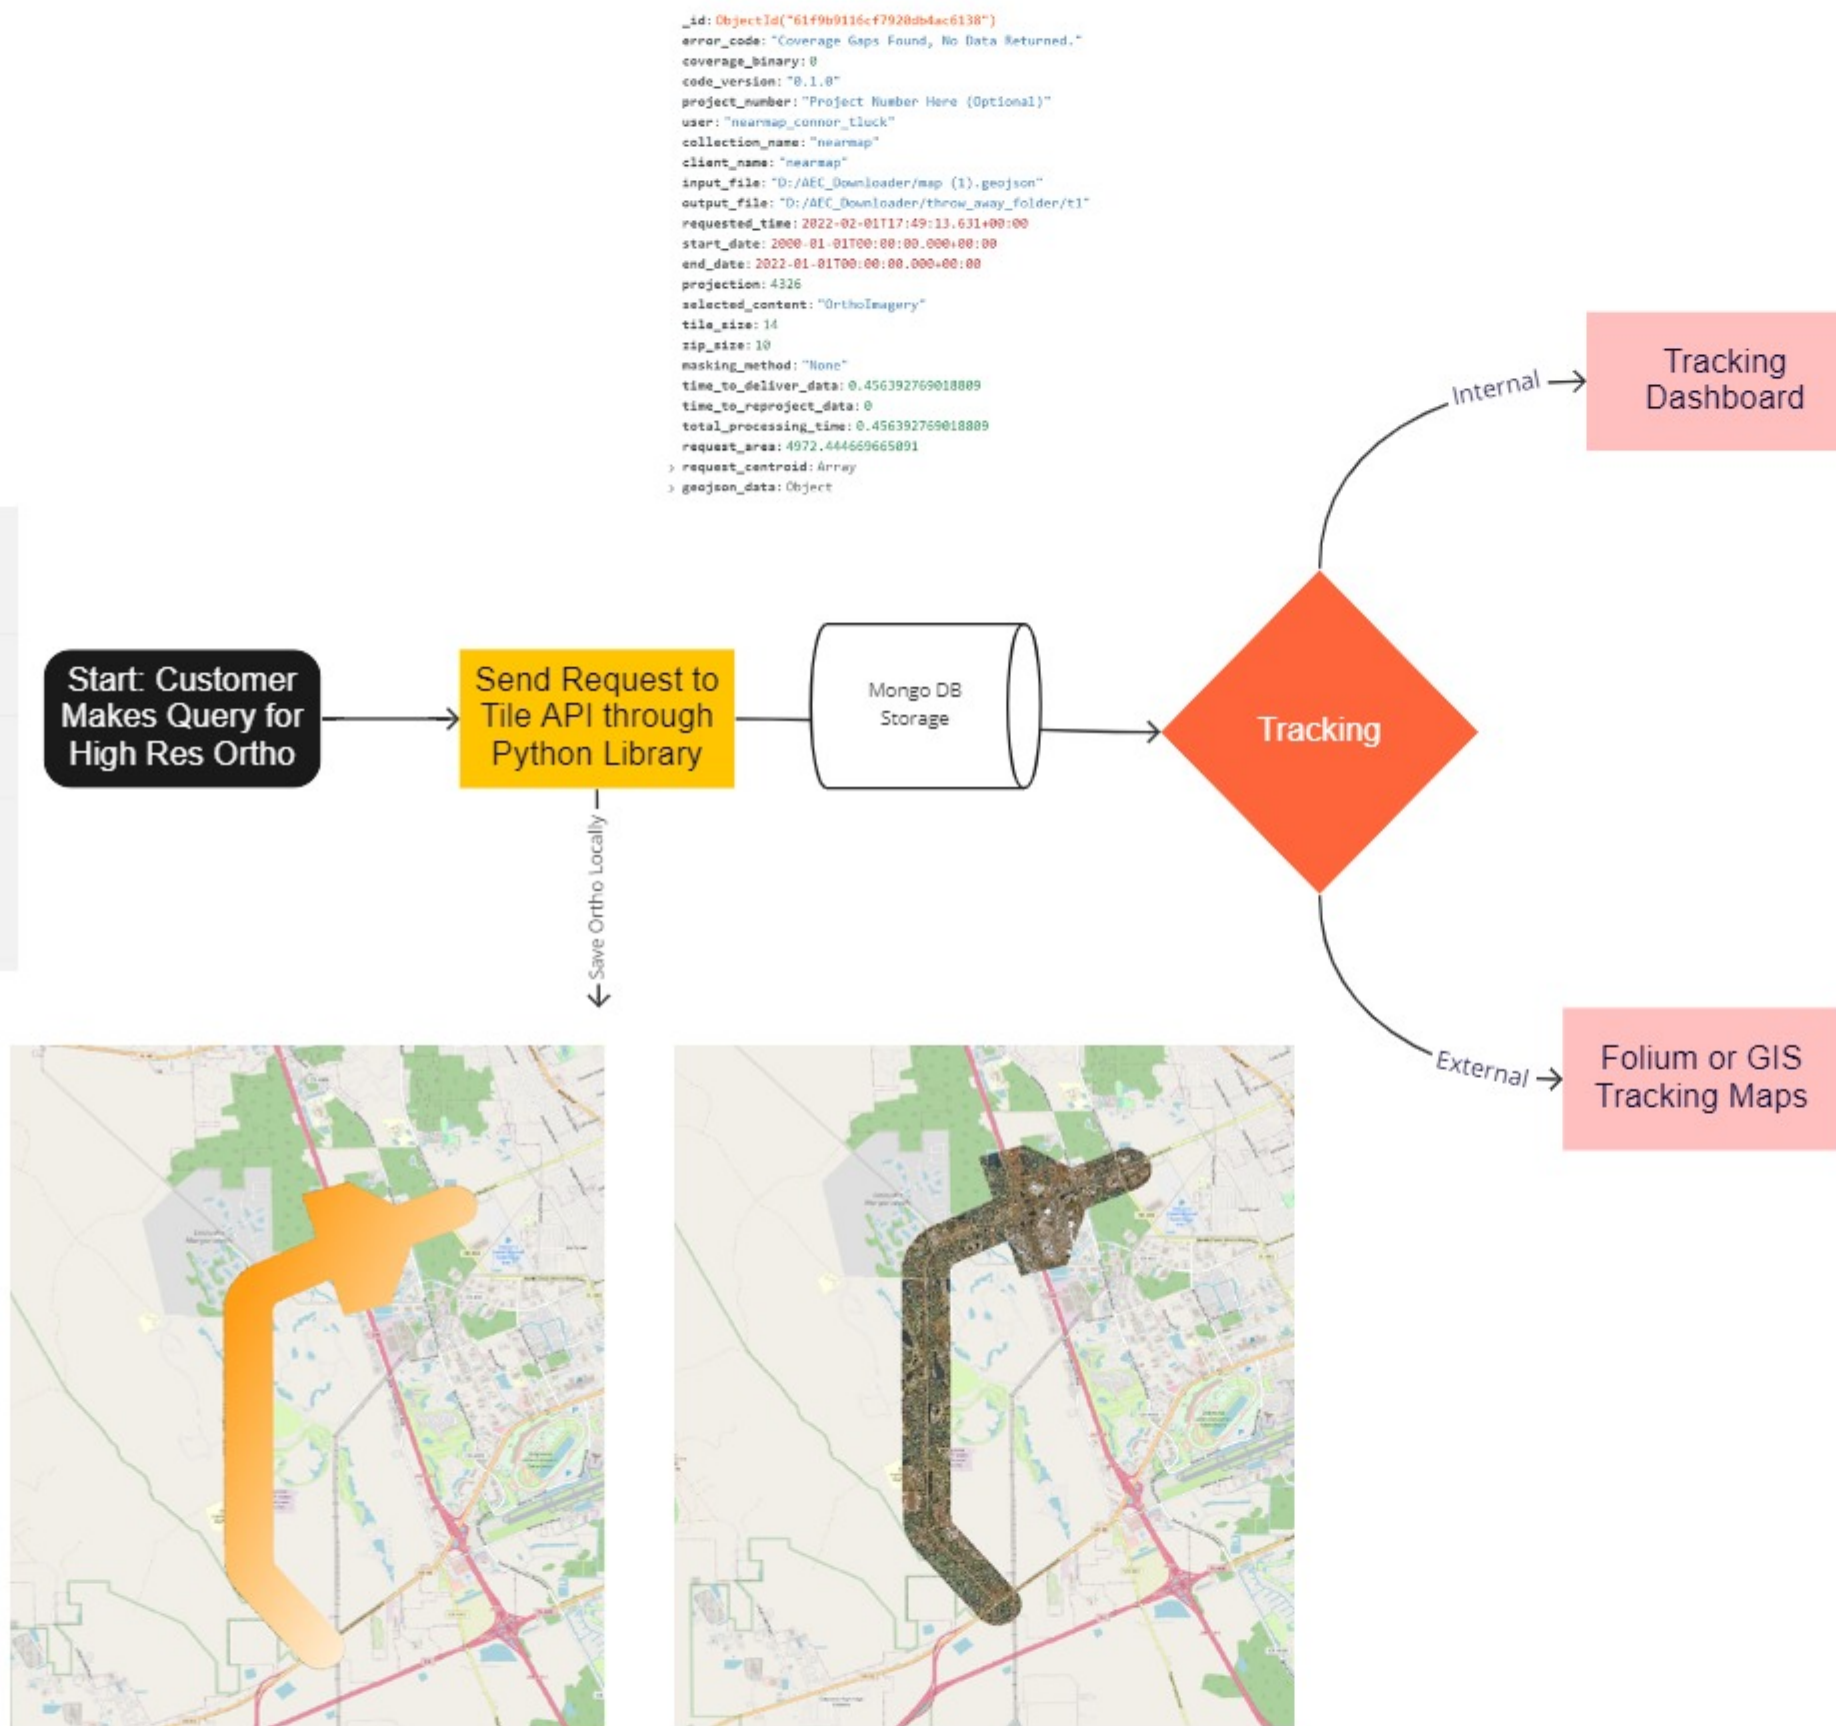 _id: ObjectId("61f9b9116cf7920db4ac6138")
error_code: "Coverage Gaps Found, No Data Returned."
coverage_binary: 0
code_version: "0.1.0"
project_number: "Project Number Here (Optional)"
user: "nearmap_connor_tluck"
collection_name: "nearmap"
client_name: "nearmap"
input_file: "D:/AEC_Downloader/map (1).geojson"
output_file: "D:/AEC_Downloader/throw_away_folder/t1"
requested_time: 2022-02-01T17:49:13.631+00:00
start_date: 2000-01-01T00:00:00.000+00:00
end_date: 2022-01-01T00:00:00.000+00:00
projection: 4326
selected_content: "OrthoImagery"
tile_size: 14
zip_size: 10
masking_method: "None"
time_to_deliver_data: 0.456392769018809
time_to_reproject_data: 0
total_processing_time: 0.456392769018809
request_area: 4972.444669665091
> request_centroid: Array
> geojson_data: Object
Start: Customer
Makes Query for
High Res Ortho
Send Request to
Tile API through
Python Library
Mongo DB
Storage
Tracking
Internal
Tracking
Dashboard
External
Folium or GIS
Tracking Maps
Save Ortho Locally